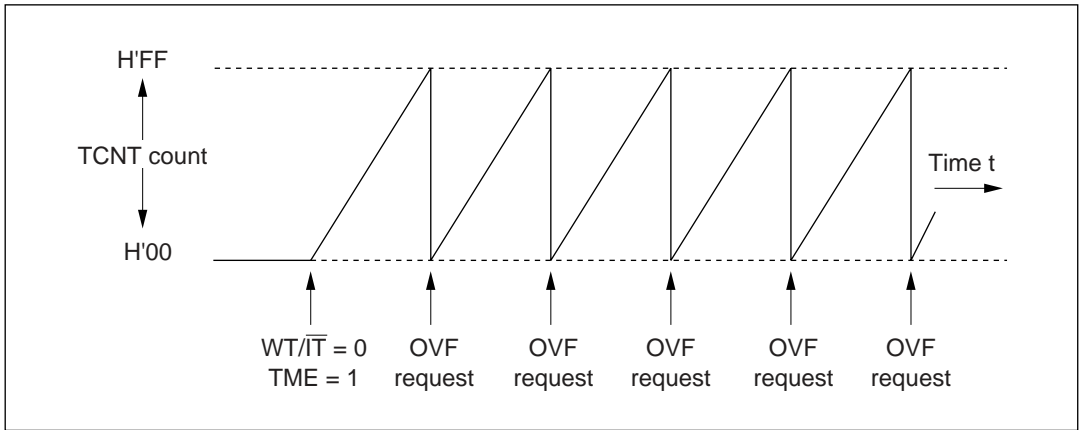 H'FF
TCNT count
H'00
Time t
WT/I̅T̅ = 0
TME = 1
OVF
request
OVF
request
OVF
request
OVF
request
OVF
request